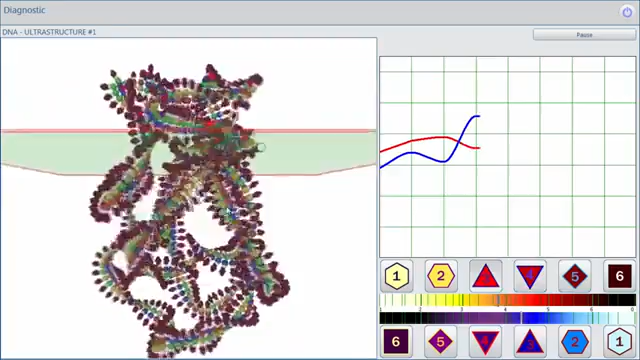 Diagnostic
DNA - ULTRASTRUCTURE #1
Pause
1 2 3 4 5 6
6 5 4 3 2 1